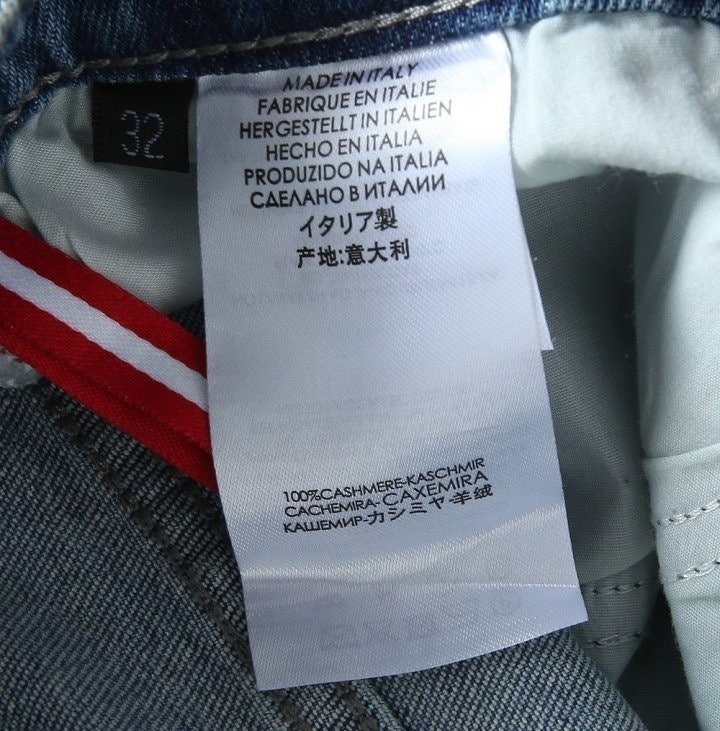 32
MADE IN ITALY
FABRIQUE EN ITALIE
HERGESTELLT IN ITALIEN
HECHO EN ITALIA
PRODUZIDO NA ITALIA
СДЕЛАНО В ИТАЛИИ
イタリア製
产地:意大利
100%CASHMERE-KASCHMIR
CACHEMIRA- CAXEMIRA
КАШЕМИР-カシミヤ-羊绒